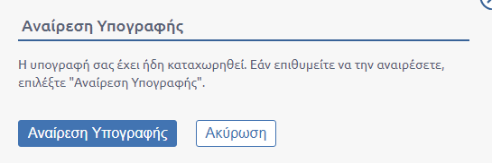 Αναίρεση Υπογραφής
Η υπογραφή σας έχει ήδη καταχωρηθεί. Εάν επιθυμείτε να την αναιρέσετε,
επιλέξτε "Αναίρεση Υπογραφής".
Αναίρεση Υπογραφής Ακύρωση